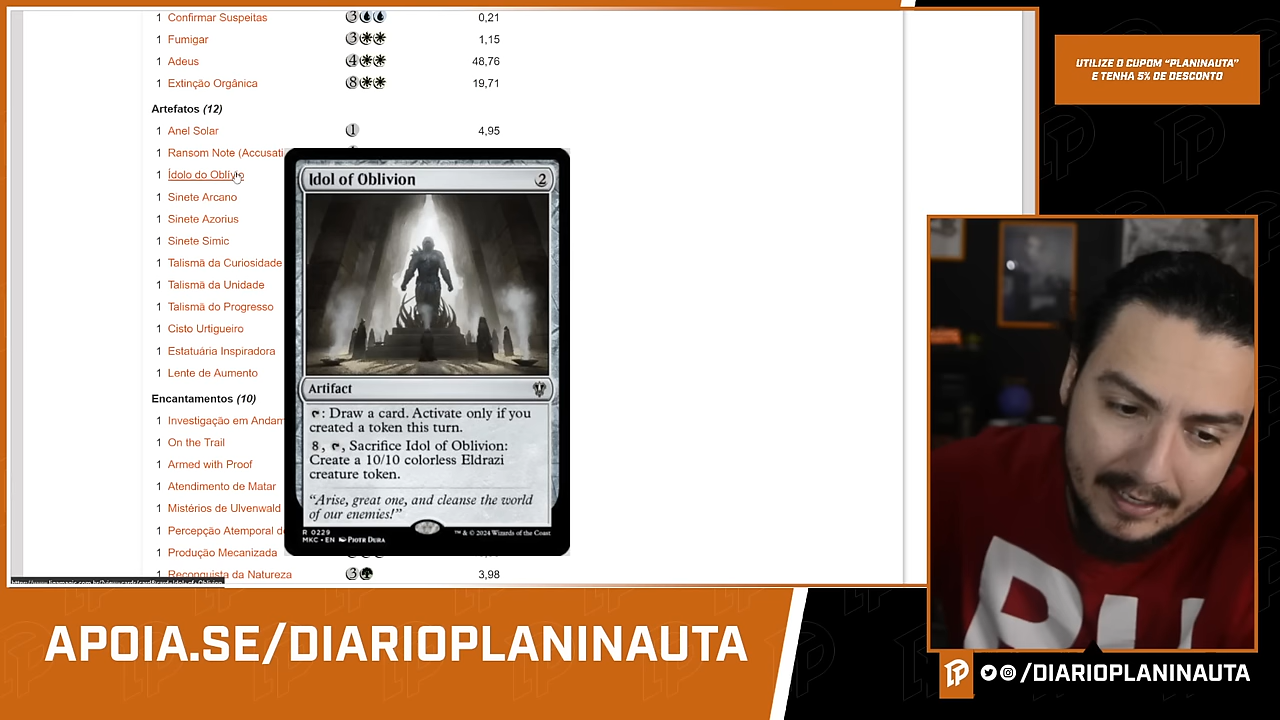 1 Confirmar Suspeitas 3 0,21
1 Fumigar 3 1,15
1 Adeus 4 48,76
1 Extinção Orgânica 8 19,71
Artefatos (12)
1 Anel Solar 1 4,95
1 Ransom Note (Accusati
1 Ídolo do Oblivio
1 Sinete Arcano
1 Sinete Azorius
1 Sinete Simic
1 Talismã da Curiosidade
1 Talismã da Unidade
1 Talismã do Progresso
1 Cisto Urtigueiro
1 Estatuária Inspiradora
1 Lente de Aumento
Encantamentos (10)
1 Investigação em Andam
1 On the Trail
1 Armed with Proof
1 Atendimento de Matar
1 Mistérios de Ulvenwald
1 Percepção Atemporal d
1 Produção Mecanizada
1 Reconquista da Natureza 3 3,98
Idol of Oblivion 2
Artifact
: Draw a card. Activate only if you
created a token this turn.
8, , Sacrifice Idol of Oblivion:
Create a 10/10 colorless Eldrazi
creature token.
“Arise, great one, and cleanse the world
of our enemies!”
R 0229
MKC • EN Piotr Dura
™ & © 2024 Wizards of the Coast
UTILIZE O CUPOM “PLANINAUTA”
E TENHA 5% DE DESCONTO
APOIA.SE/DIARIOPLANINAUTA
/DIARIOPLANINAUTA